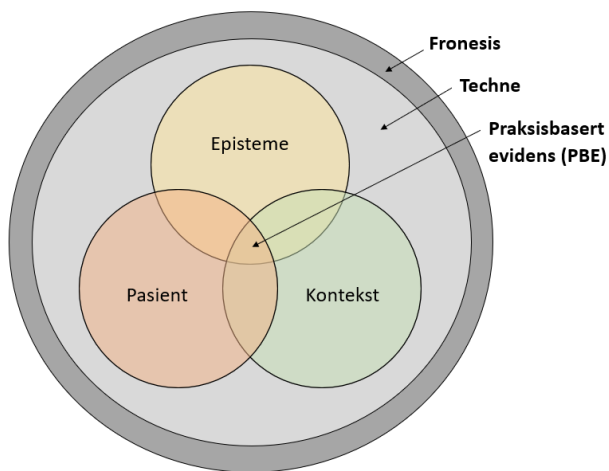 Fronesis
Techne
Praksisbasert
evidens (PBE)
Episteme
Pasient
Kontekst